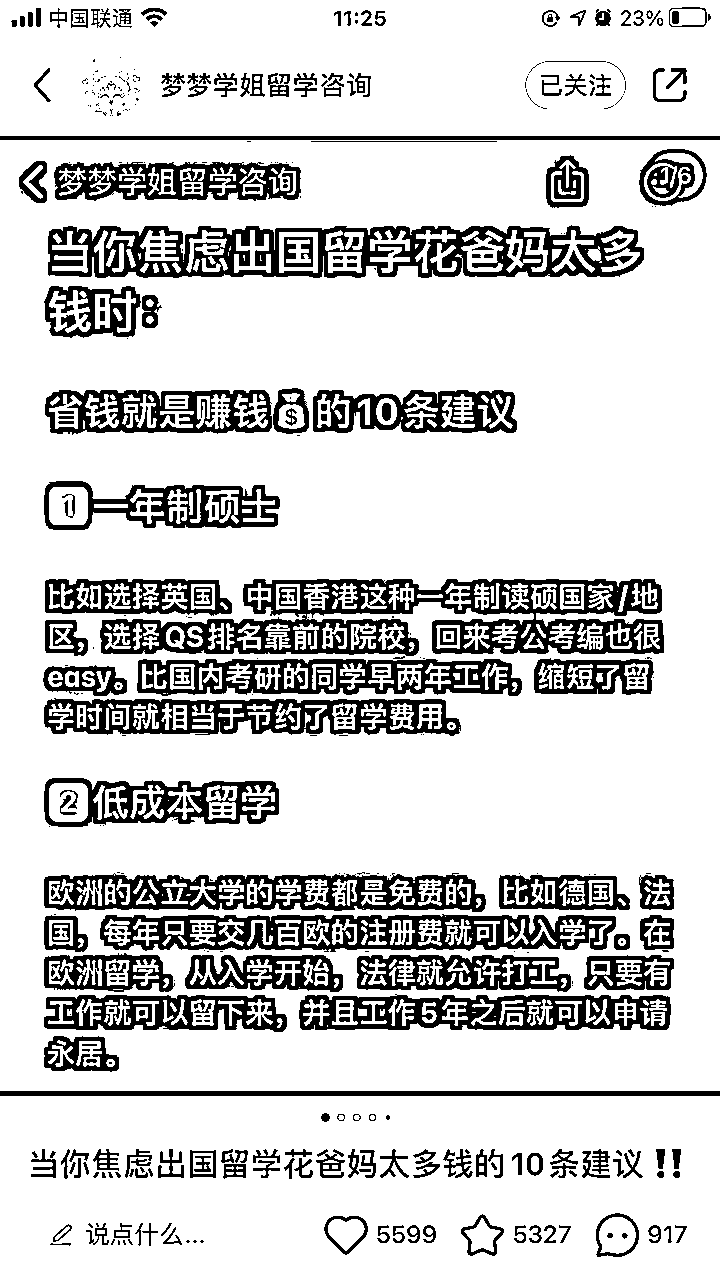 中国联通 11:25 23%
梦梦学姐留学咨询 已关注
梦梦学姐留学咨询 1/6
当你焦虑出国留学花爸妈太多
钱时：
省钱就是赚钱💰的10条建议
1一年制硕士
比如选择英国、中国香港这种一年制读硕国家/地
区，选择QS排名靠前的院校，回来考公考编也很
easy。比国内考研的同学早两年工作，缩短了留
学时间就相当于节约了留学费用。
2低成本留学
欧洲的公立大学的学费都是免费的，比如德国、法
国，每年只要交几百欧的注册费就可以入学了。在
欧洲留学，从入学开始，法律就允许打工，只要有
工作就可以留下来，并且工作5年之后就可以申请
永居。
当你焦虑出国留学花爸妈太多钱的10条建议‼️
说点什么... 5599 5327 917